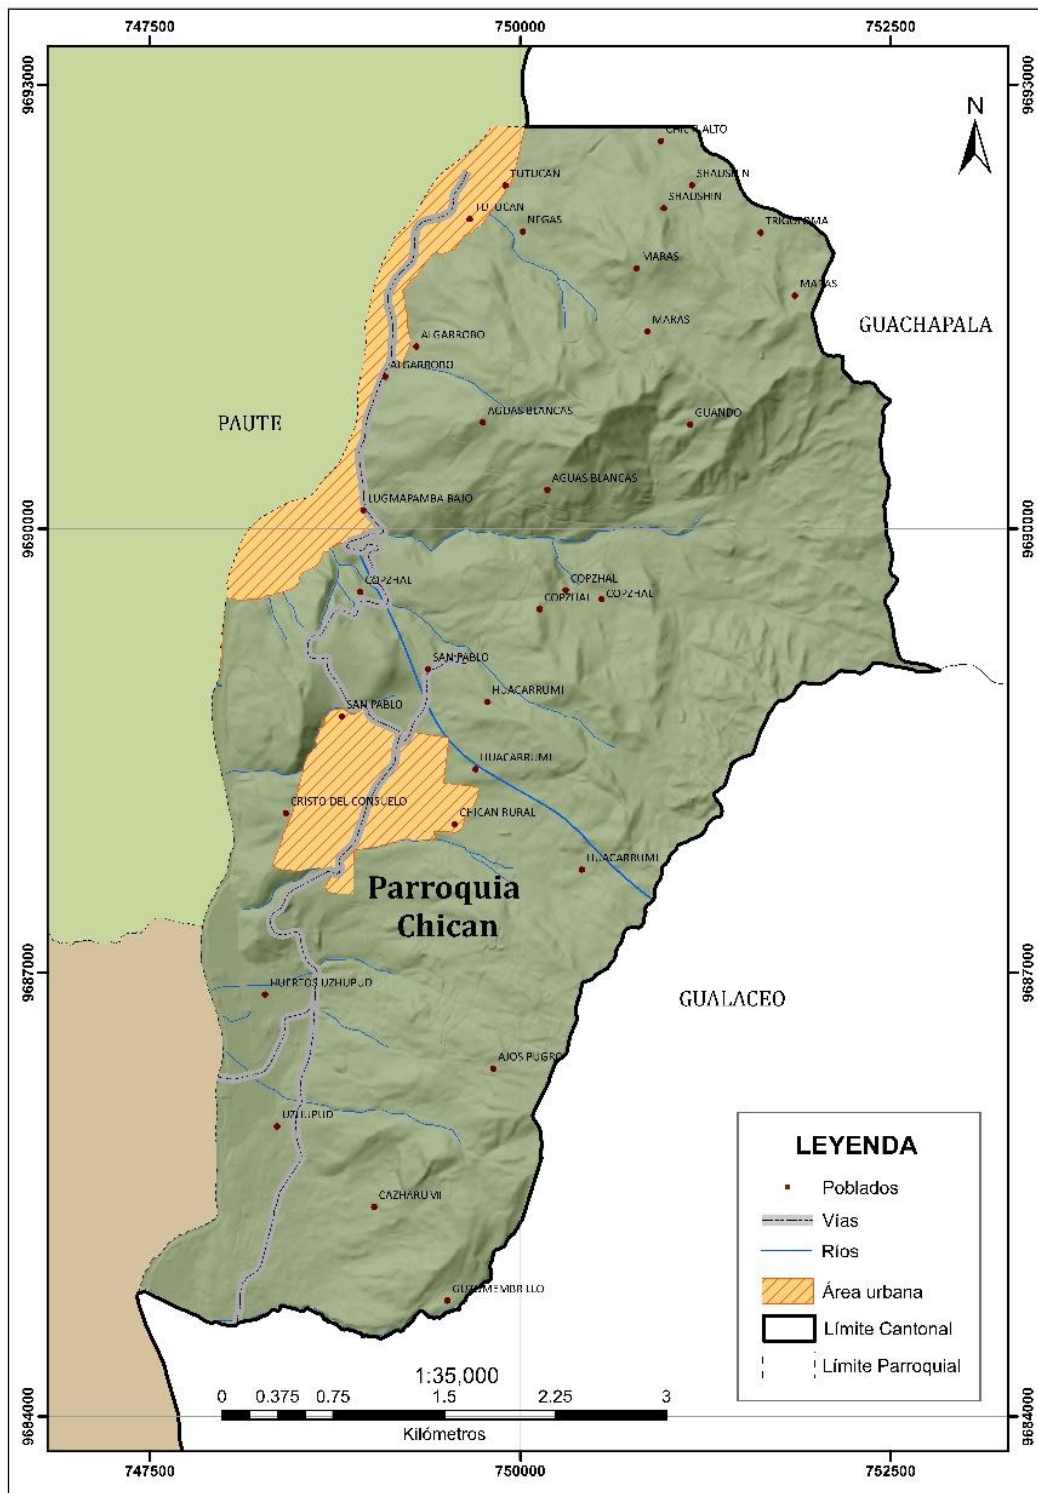 747500 750000 752500
9693000 9693000
N
TUTUCAN
SHAUSHIN
SHAUSHIN
NEGAS
MARAS
GUACHAPALA
MARAS
ALGARROBO
ALGARROBO
PAUTE
AGUAS BLANCAS
GUANDO
AGUAS BLANCAS
LUGMAPAMBA BAJO
9690000 9690000
COPZHAL
COPZHAL
COPZHAL
COPZHAL
SAN PABLO
HUACARRUMI
SAN PABLO
HUACARRUMI
CRISTO DEL CONSUELO
CHICAN RURAL
HUACARRUMI
Parroquia
Chican
9687000 9687000
HUERTOS UZHUPUD
GUALACEO
AJOS PUGRO
UZHUPUD
CAZHARUMI
LEYENDA
Poblados
Vías
Ríos
Área urbana
Límite Cantonal
Límite Parroquial
1:35,000
0 0.375 0.75 1.5 2.25 3
Kilómetros
9684000 9684000
747500 750000 752500